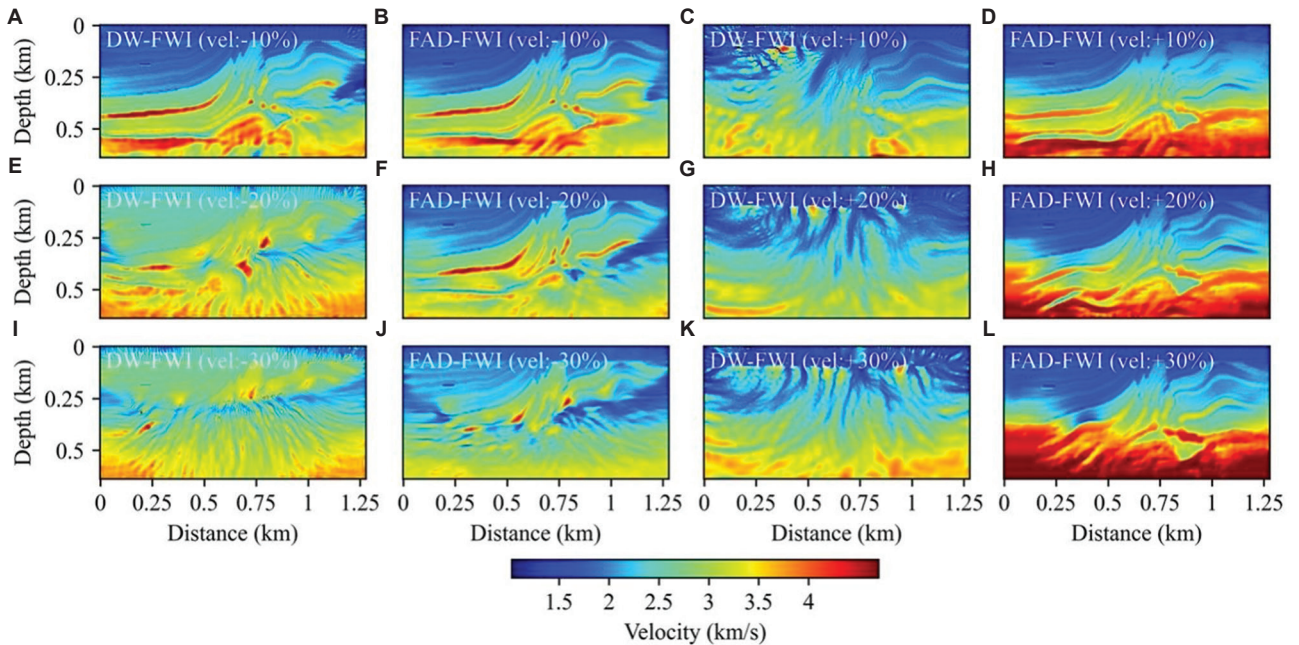 A B C D
DW-FWI (vel:-10%) FAD-FWI (vel:-10%) DW-FWI (vel:+10%) FAD-FWI (vel:+10%)
0
0.25
0.5
Depth (km)
E F G H
DW-FWI (vel:-20%) FAD-FWI (vel:-20%) DW-FWI (vel:+20%) FAD-FWI (vel:+20%)
0
0.25
0.5
Depth (km)
I J K L
DW-FWI (vel:-30%) FAD-FWI (vel:-30%) DW-FWI (vel:+30%) FAD-FWI (vel:+30%)
0
0.25
0.5
Depth (km)
0 0.25 0.5 0.75 1 1.25 0 0.25 0.5 0.75 1 1.25 0 0.25 0.5 0.75 1 1.25 0 0.25 0.5 0.75 1 1.25
Distance (km) Distance (km) Distance (km) Distance (km)
1.5 2 2.5 3 3.5 4
Velocity (km/s)